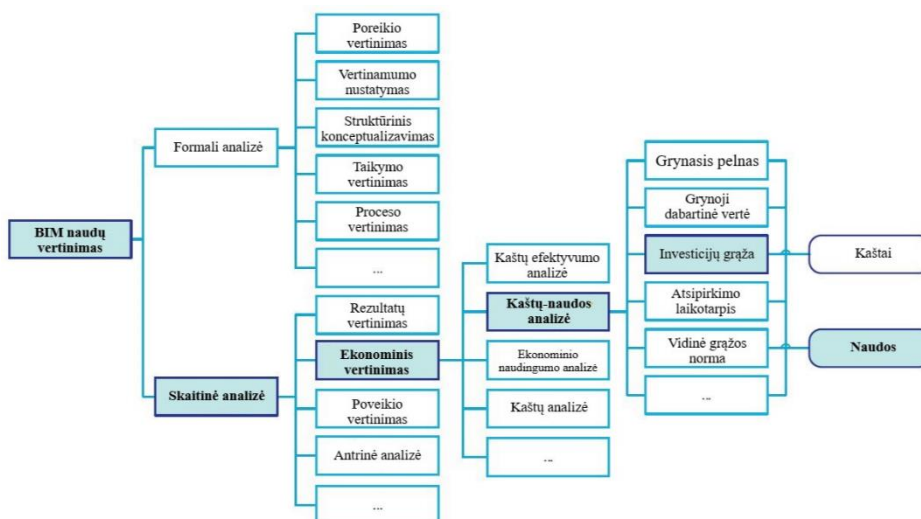 BIM naudų
vertinimas
Formali analizė
Skaitinė analizė
Poreikio
vertinimas
Vertinamumo
nustatymas
Struktūrinis
konceptualizavimas
Taikymo
vertinimas
Proceso
vertinimas
...
Rezultatų
vertinimas
Ekonominis
vertinimas
Poveikio
vertinimas
Antrinė analizė
...
Kaštų efektyvumo
analizė
Kaštų-naudos
analizė
Ekonominio
naudingumo analizė
Kaštų analizė
...
Grynasis pelnas
Grynoji
dabartinė vertė
Investicijų grąža
Atsipirkimo
laikotarpis
Vidinė grąžos
norma
...
Kaštai
Naudos